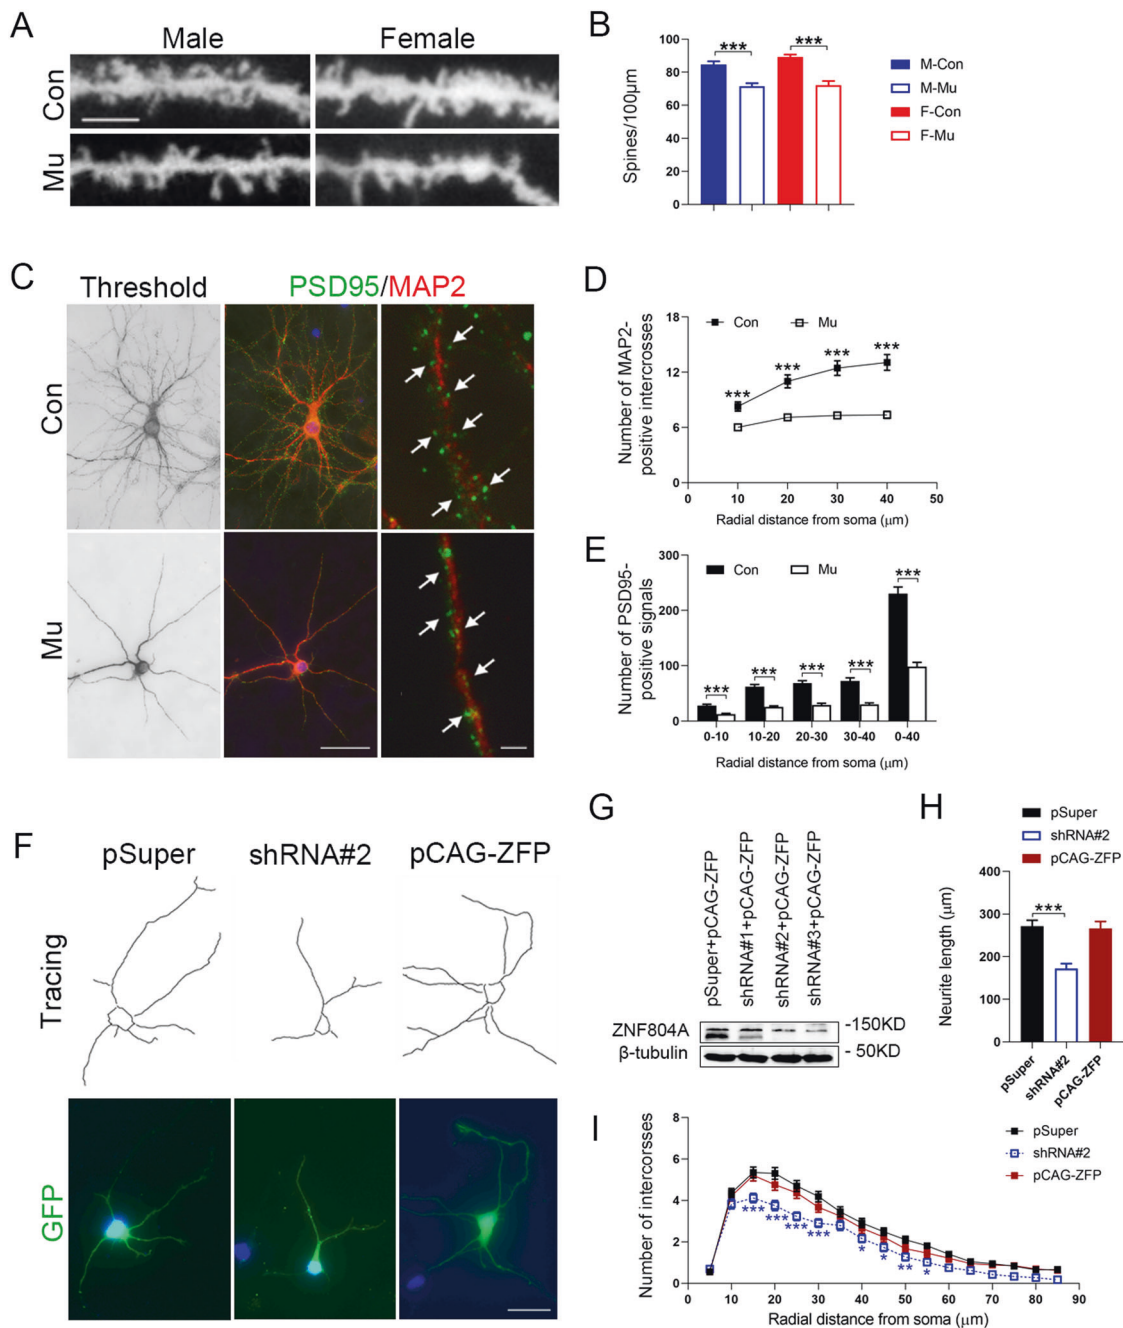 A
Male
Female
Con
Mu
B
Spines/100μm
100
80
60
40
20
0
***
***
M-Con
M-Mu
F-Con
F-Mu
C
Threshold
PSD95/MAP2
Con
Mu
D
Number of MAP2-
positive intercrosses
18
12
6
0
Con
Mu
***
***
***
***
0 10 20 30 40 50
Radial distance from soma (μm)
E
Number of PSD95-
positive signals
300
200
100
0
Con
Mu
***
***
***
***
***
0-10 10-20 20-30 30-40 0-40
Radial distance from soma (μm)
F
pSuper
shRNA#2
pCAG-ZFP
Tracing
GFP
G
pSuper+pCAG-ZFP
shRNA#1+pCAG-ZFP
shRNA#2+pCAG-ZFP
shRNA#3+pCAG-ZFP
ZNF804A
-150KD
β-tubulin
- 50KD
H
pSuper
shRNA#2
pCAG-ZFP
Neurite length (μm)
400
300
200
100
0
***
pSuper
shRNA#2
pCAG-ZFP
I
Number of intercorsses
8
6
4
2
0
pSuper
shRNA#2
pCAG-ZFP
***
***
***
***
*
*
**
*
0 10 20 30 40 50 60 70 80 90
Radial distance from soma (μm)